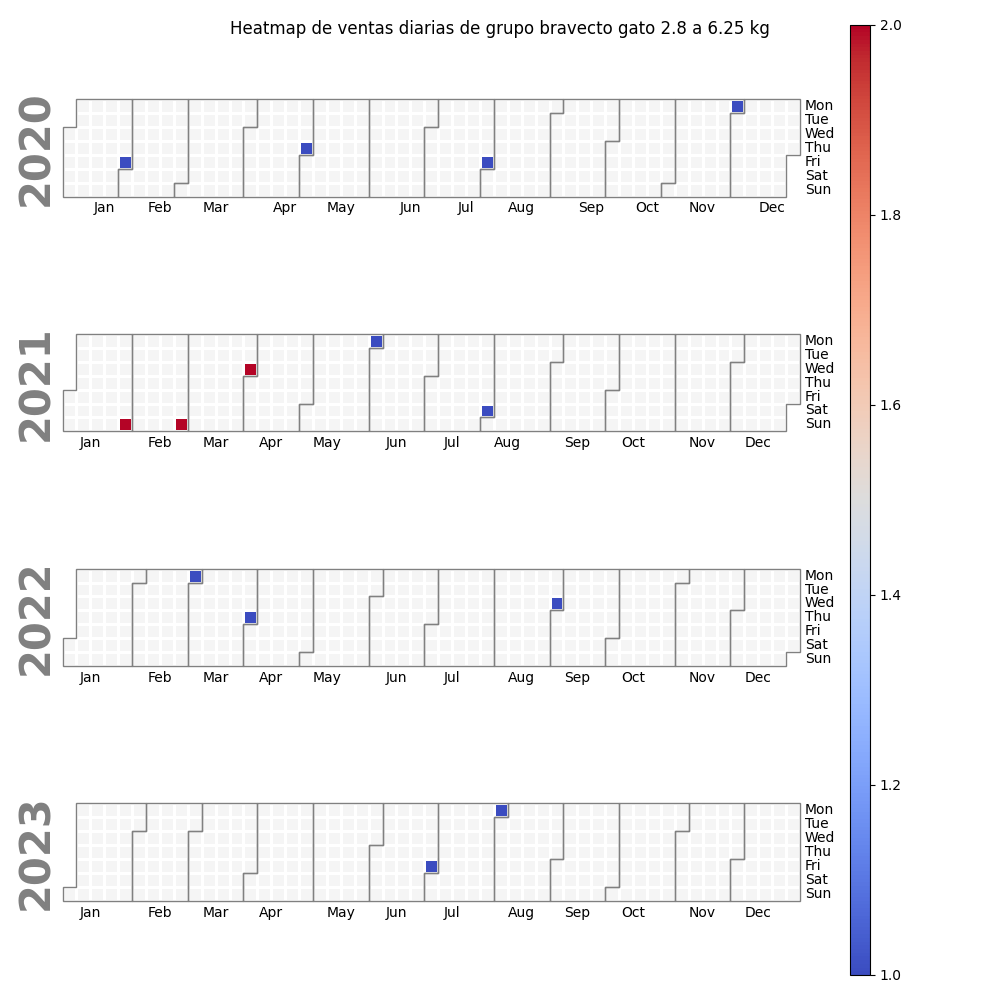 Heatmap de ventas diarias de grupo bravecto gato 2.8 a 6.25 kg
2020
Mon
Tue
Wed
Thu
Fri
Sat
Sun
Jan Feb Mar Apr May Jun Jul Aug Sep Oct Nov Dec
2021
Mon
Tue
Wed
Thu
Fri
Sat
Sun
Jan Feb Mar Apr May Jun Jul Aug Sep Oct Nov Dec
2022
Mon
Tue
Wed
Thu
Fri
Sat
Sun
Jan Feb Mar Apr May Jun Jul Aug Sep Oct Nov Dec
2023
Mon
Tue
Wed
Thu
Fri
Sat
Sun
Jan Feb Mar Apr May Jun Jul Aug Sep Oct Nov Dec
2.0
1.8
1.6
1.4
1.2
1.0